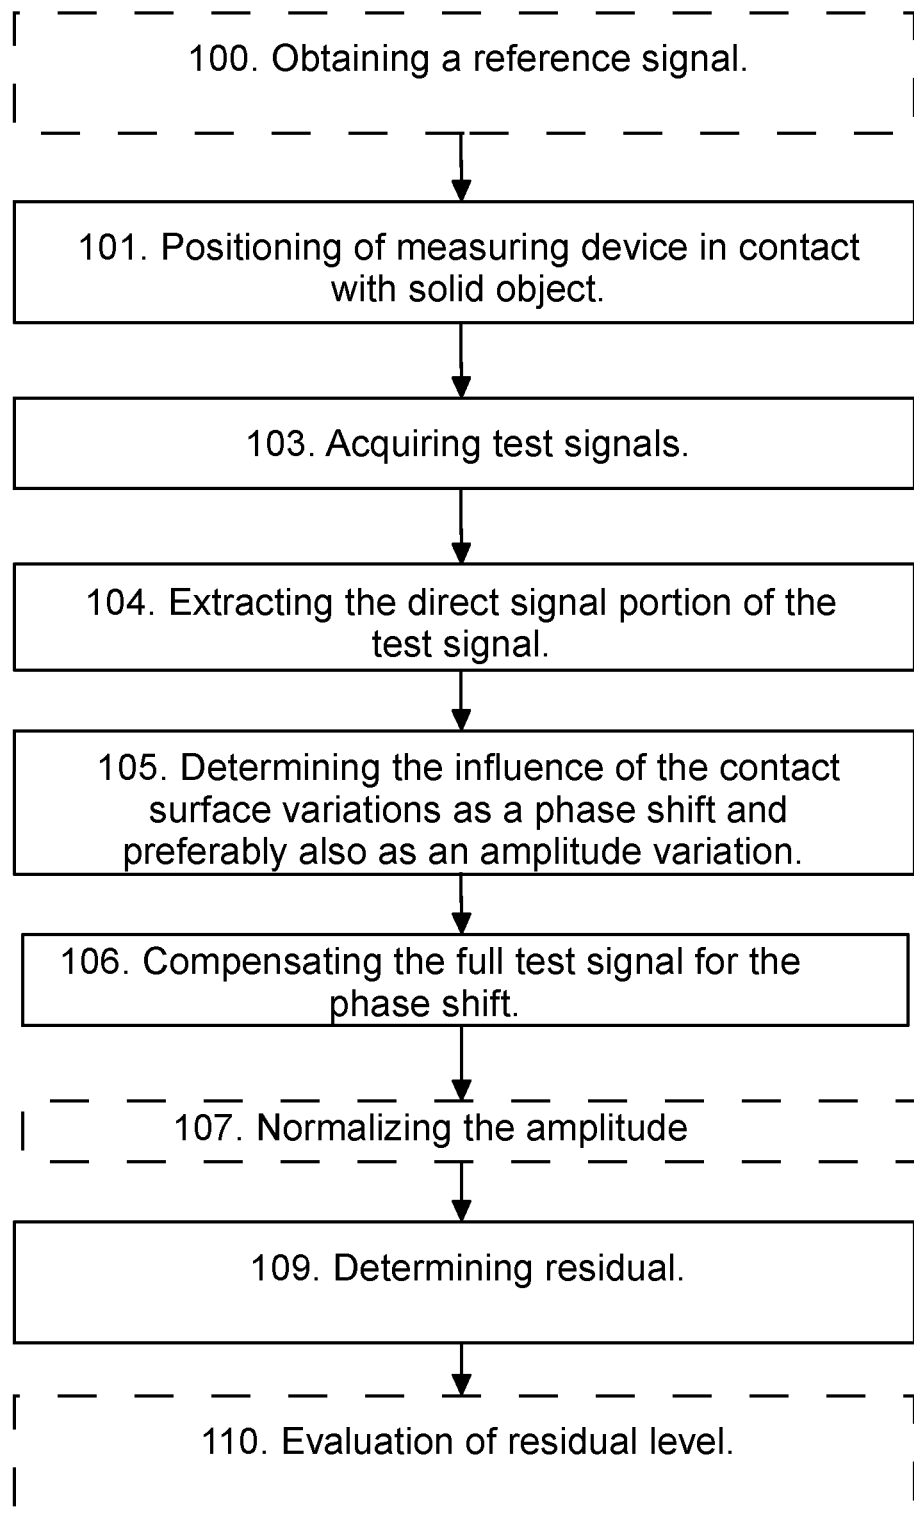 100. Obtaining a reference signal.
101. Positioning of measuring device in contact
with solid object.
103. Acquiring test signals.
104. Extracting the direct signal portion of the
test signal.
105. Determining the influence of the contact
surface variations as a phase shift and
preferably also as an amplitude variation.
106. Compensating the full test signal for the
phase shift.
107. Normalizing the amplitude
109. Determining residual.
110. Evaluation of residual level.